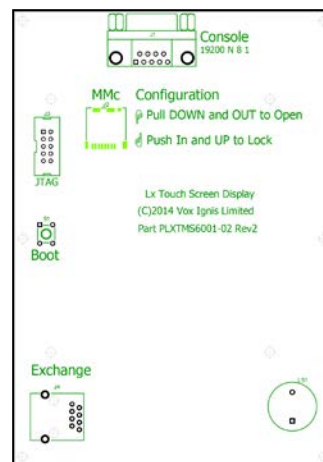 Console
19200 N 8 1
MMc Configuration
Pull DOWN and OUT to Open
Push In and UP to Lock
JTAG
Lx Touch Screen Display
(C)2014 Vox Ignis Limited
Part PLXTMS6001-02 Rev2
Boot
Exchange
J4